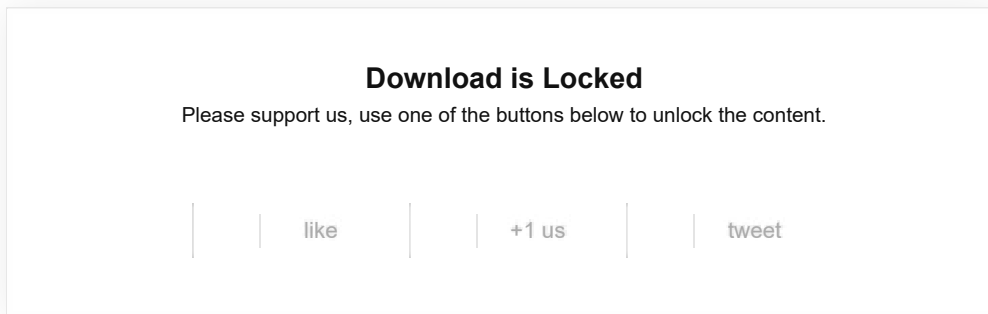 Download is Locked
Please support us, use one of the buttons below to unlock the content.
like +1 us tweet